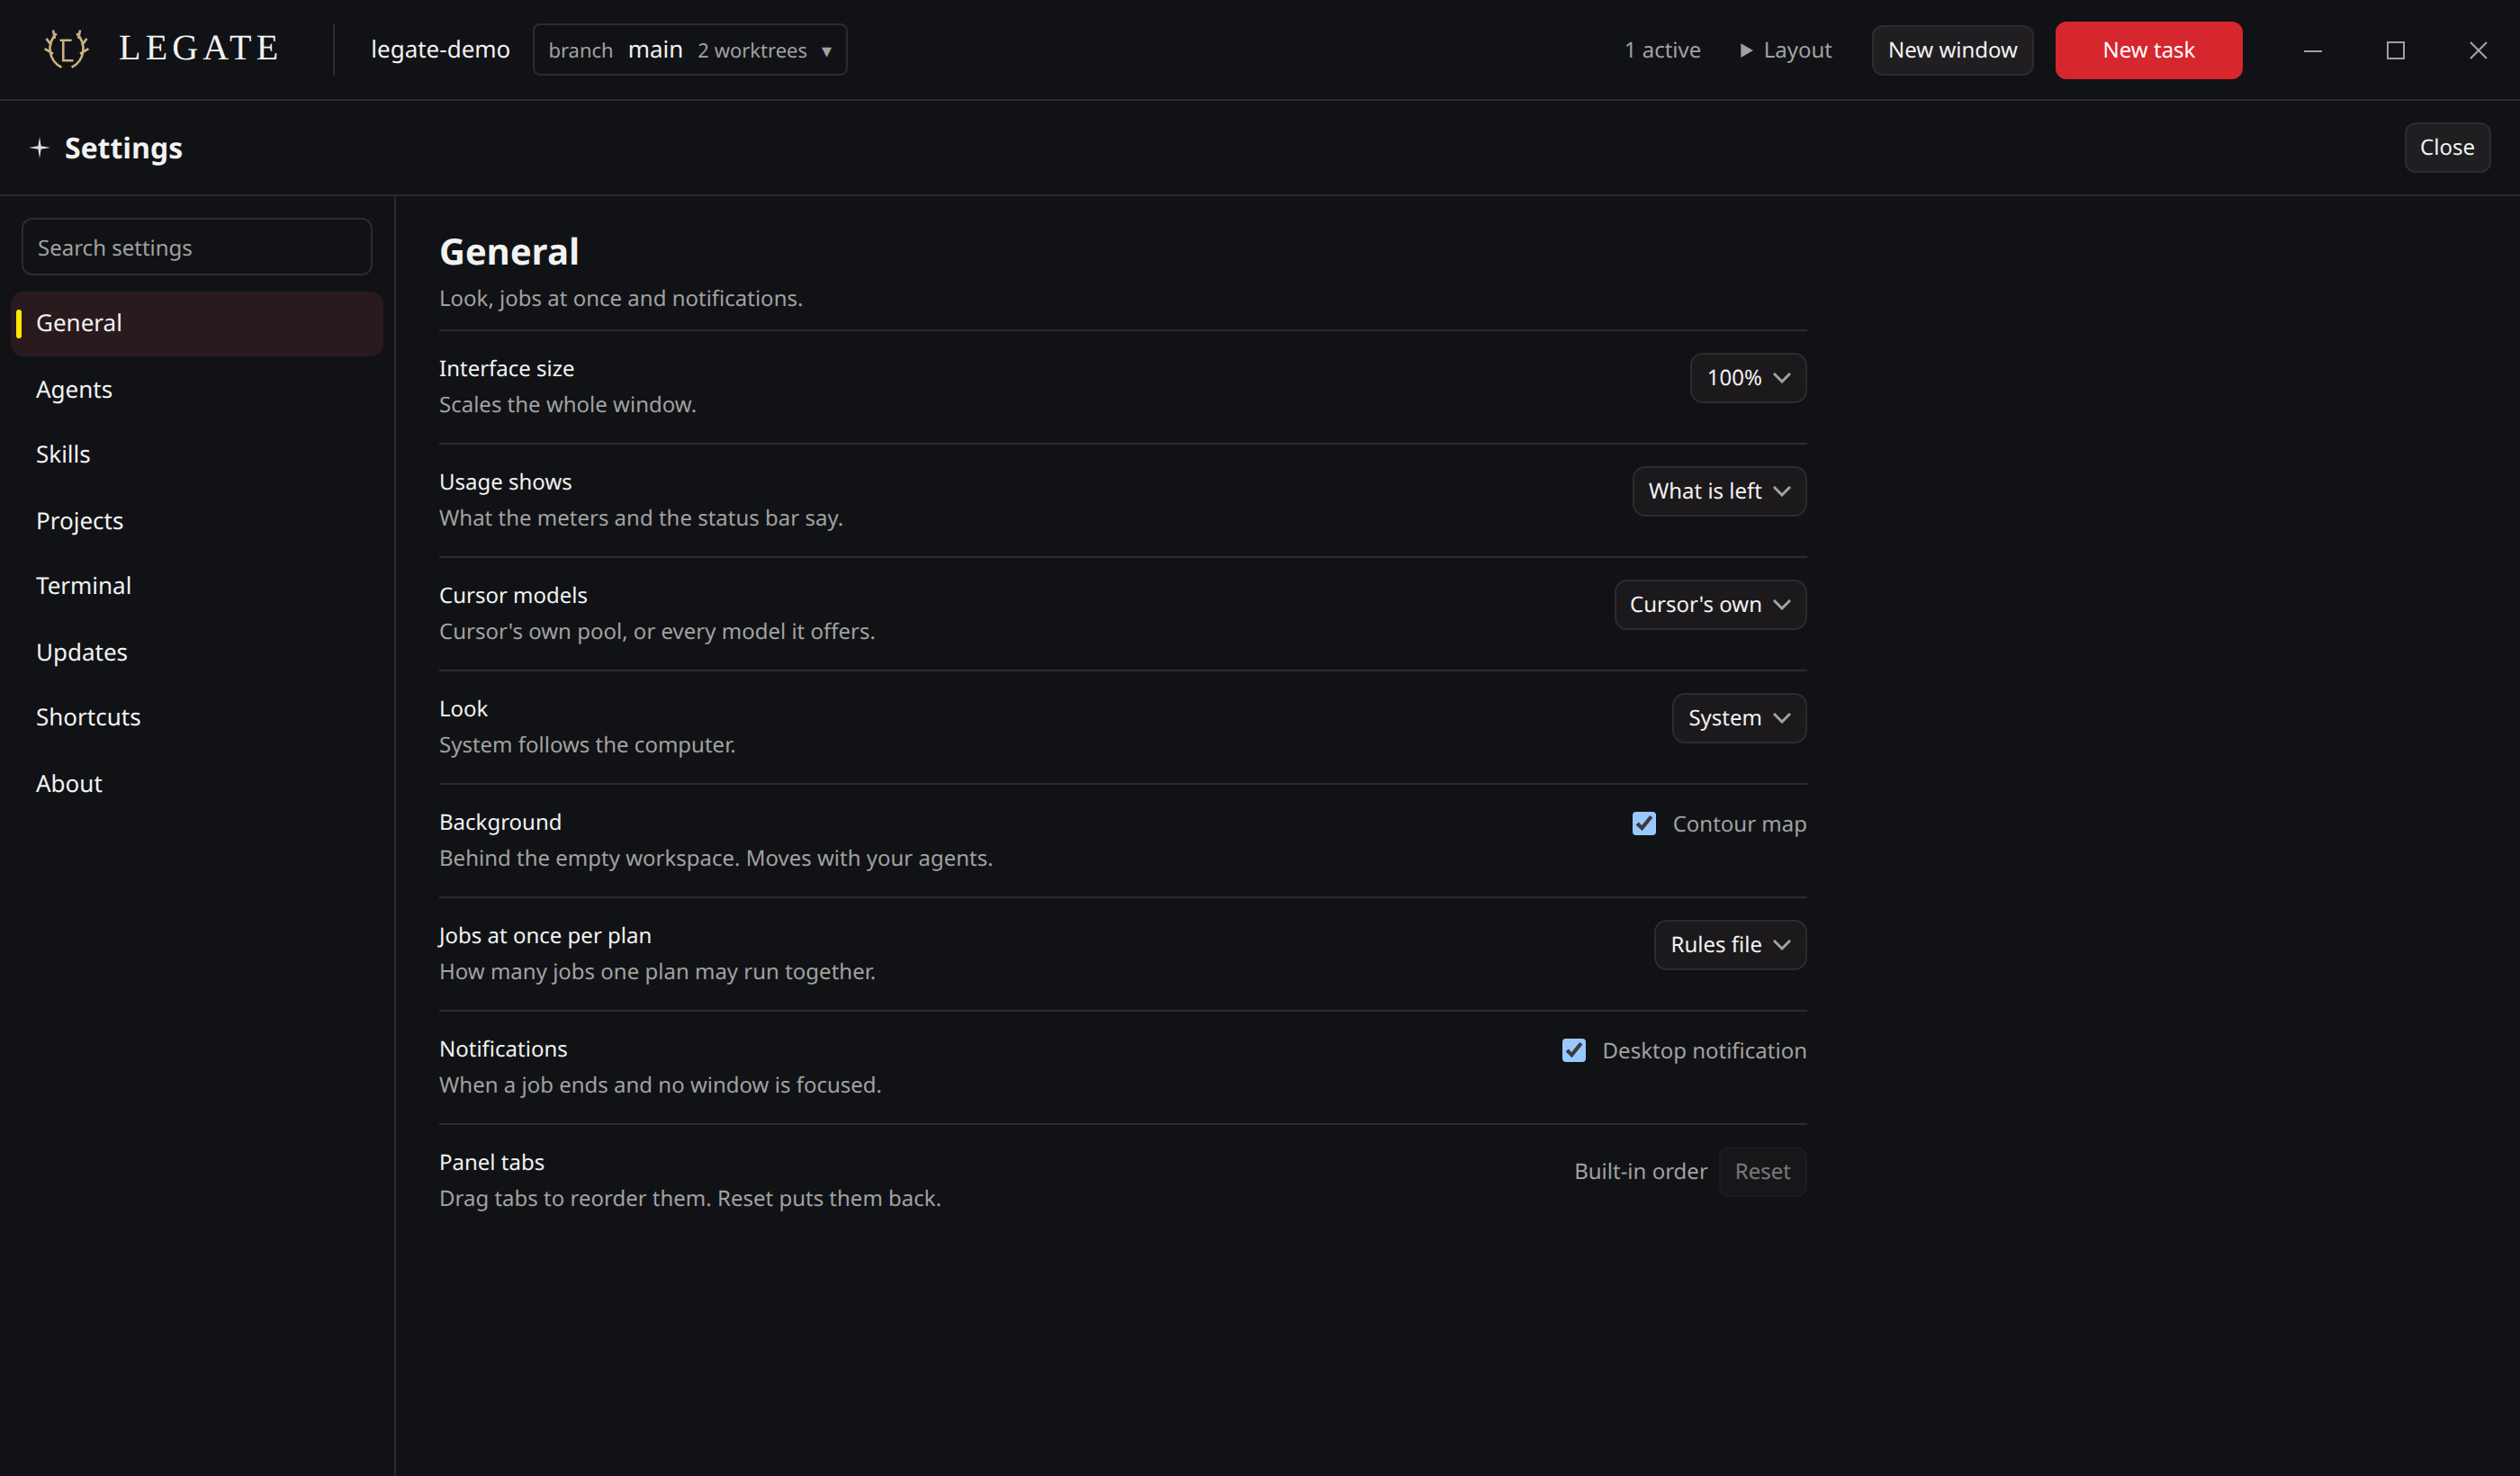 LEGATE
legate-demo
branch main 2 worktrees ▾
1 active
Layout
New window
New task
Settings
Close
Search settings
General
Agents
Skills
Projects
Terminal
Updates
Shortcuts
About
General
Look, jobs at once and notifications.
Interface size
Scales the whole window.
100%
Usage shows
What the meters and the status bar say.
What is left
Cursor models
Cursor's own pool, or every model it offers.
Cursor's own
Look
System follows the computer.
System
Background
Behind the empty workspace. Moves with your agents.
Contour map
Jobs at once per plan
How many jobs one plan may run together.
Rules file
Notifications
When a job ends and no window is focused.
Desktop notification
Panel tabs
Drag tabs to reorder them. Reset puts them back.
Built-in order
Reset